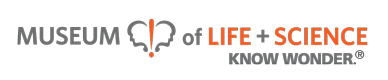 MUSEUM of LIFE + SCIENCE
KNOW WONDER.®